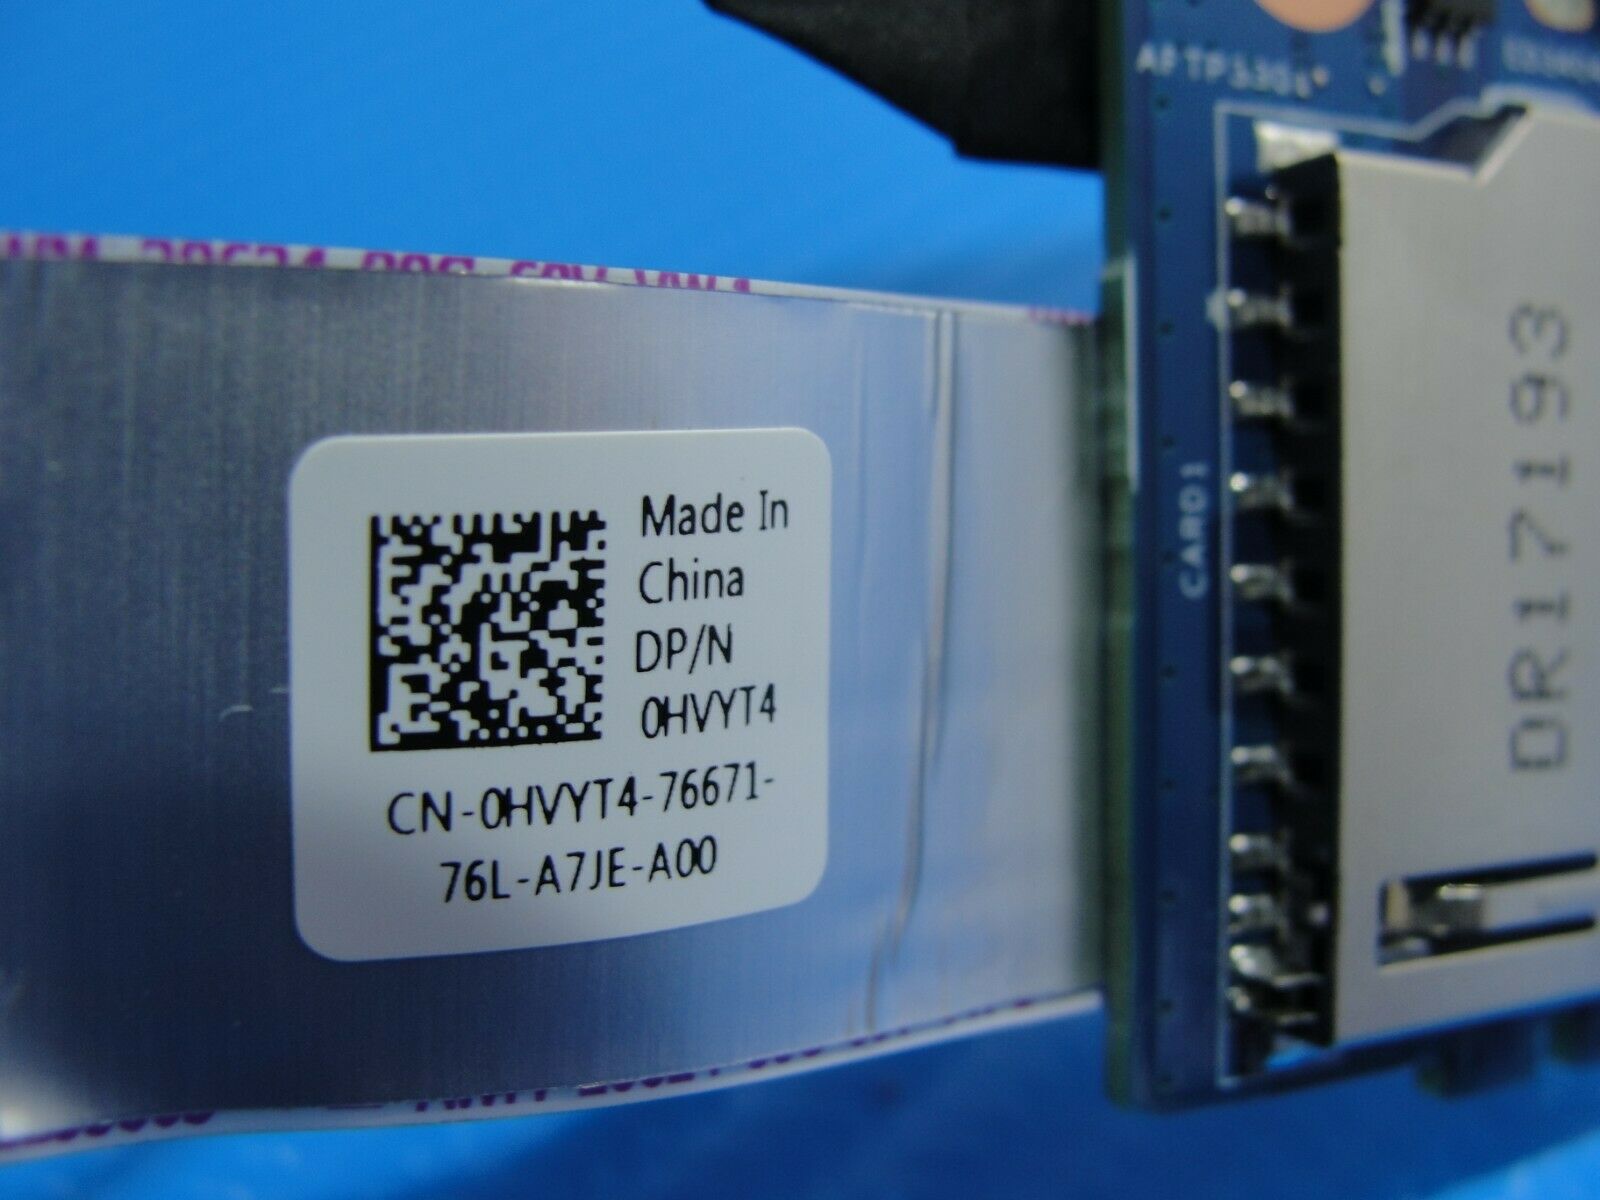 Made In
China
DP/N
0HVYT4
CN-0HVYT4-76671-
76L-A7JE-A00
CARD1
DR17193